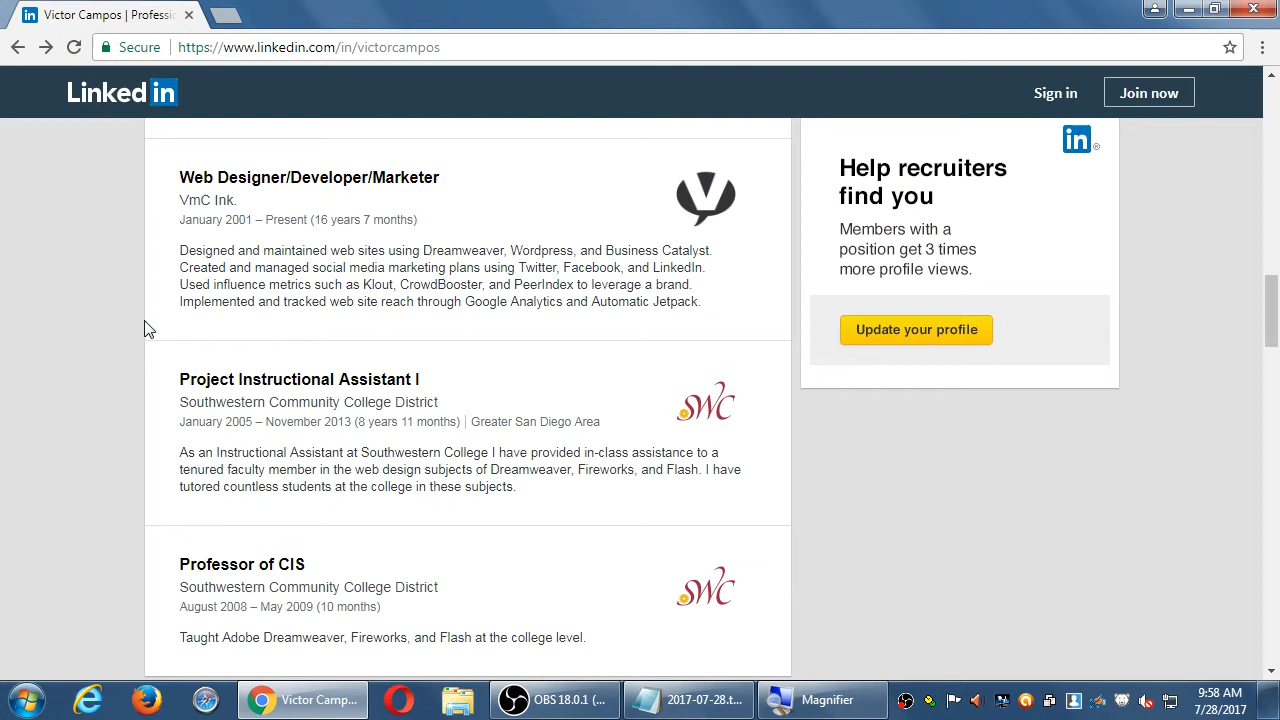 Victor Campos | Professi
Secure
https://www.linkedin.com/in/victorcampos
Linked in
Sign in
Join now
Web Designer/Developer/Marketer
VmC Ink.
January 2001 – Present (16 years 7 months)
Designed and maintained web sites using Dreamweaver, Wordpress, and Business Catalyst.
Created and managed social media marketing plans using Twitter, Facebook, and LinkedIn.
Used influence metrics such as Klout, CrowdBooster, and PeerIndex to leverage a brand.
Implemented and tracked web site reach through Google Analytics and Automatic Jetpack.
Project Instructional Assistant I
Southwestern Community College District
January 2005 – November 2013 (8 years 11 months) | Greater San Diego Area
SWC
As an Instructional Assistant at Southwestern College I have provided in-class assistance to a
tenured faculty member in the web design subjects of Dreamweaver, Fireworks, and Flash. I have
tutored countless students at the college in these subjects.
Professor of CIS
Southwestern Community College District
August 2008 – May 2009 (10 months)
SWC
Taught Adobe Dreamweaver, Fireworks, and Flash at the college level.
in ®
Help recruiters
find you
Members with a
position get 3 times
more profile views.
Update your profile
Victor Camp...
OBS 18.0.1 (...
2017-07-28.t...
Magnifier
9:58 AM
7/28/2017